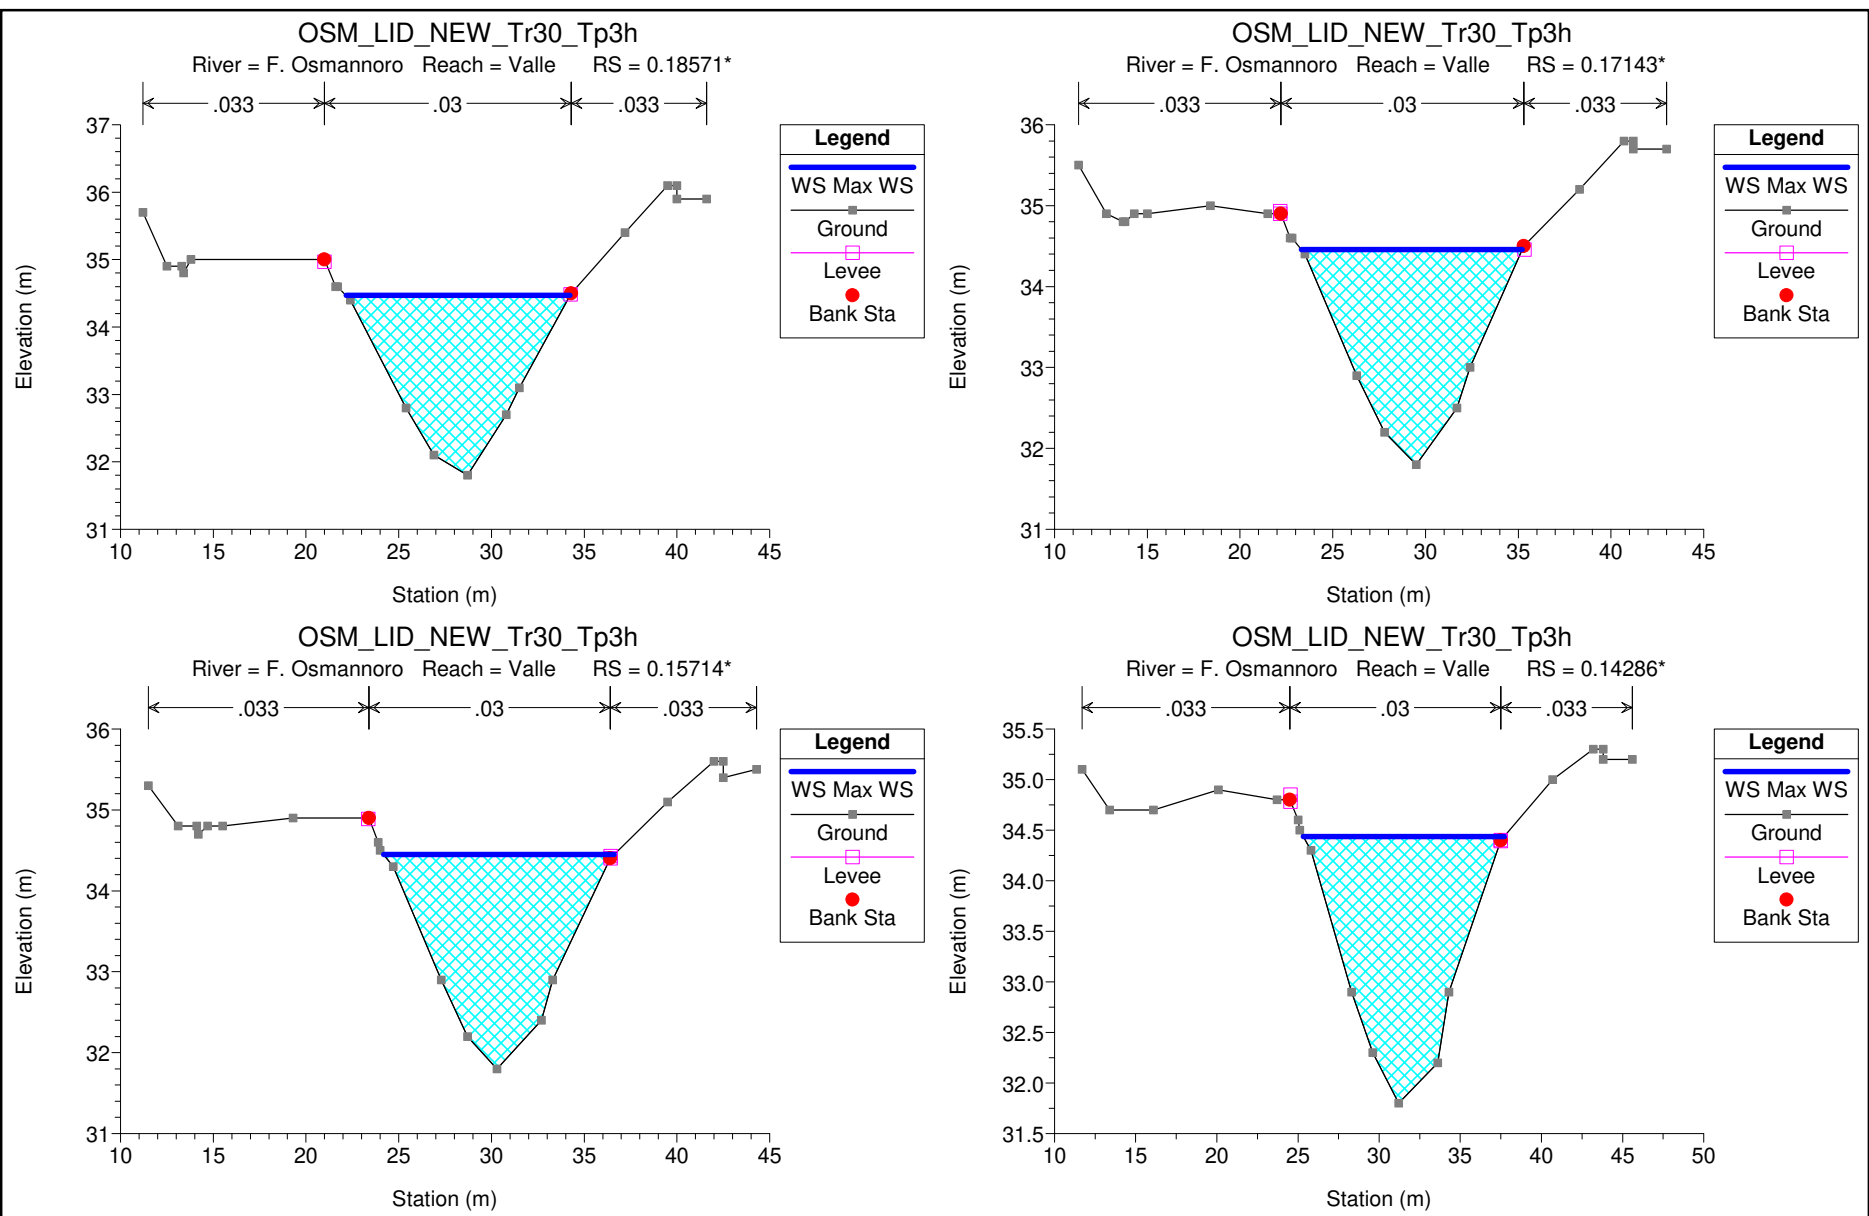 OSM_LID_NEW_Tr30_Tp3h
River = F. Osmannoro Reach = Valle RS = 0.18571*
.033 .03 .033
37
36
35
34
33
32
31
10 15 20 25 30 35 40 45
Elevation (m)
Station (m)
Legend
WS Max WS
Ground
Levee
Bank Sta
OSM_LID_NEW_Tr30_Tp3h
River = F. Osmannoro Reach = Valle RS = 0.17143*
.033 .03 .033
36
35
34
33
32
31
10 15 20 25 30 35 40 45
Elevation (m)
Station (m)
Legend
WS Max WS
Ground
Levee
Bank Sta
OSM_LID_NEW_Tr30_Tp3h
River = F. Osmannoro Reach = Valle RS = 0.15714*
.033 .03 .033
36
35
34
33
32
31
10 15 20 25 30 35 40 45
Elevation (m)
Station (m)
Legend
WS Max WS
Ground
Levee
Bank Sta
OSM_LID_NEW_Tr30_Tp3h
River = F. Osmannoro Reach = Valle RS = 0.14286*
.033 .03 .033
35.5
35.0
34.5
34.0
33.5
33.0
32.5
32.0
31.5
10 15 20 25 30 35 40 45 50
Elevation (m)
Station (m)
Legend
WS Max WS
Ground
Levee
Bank Sta